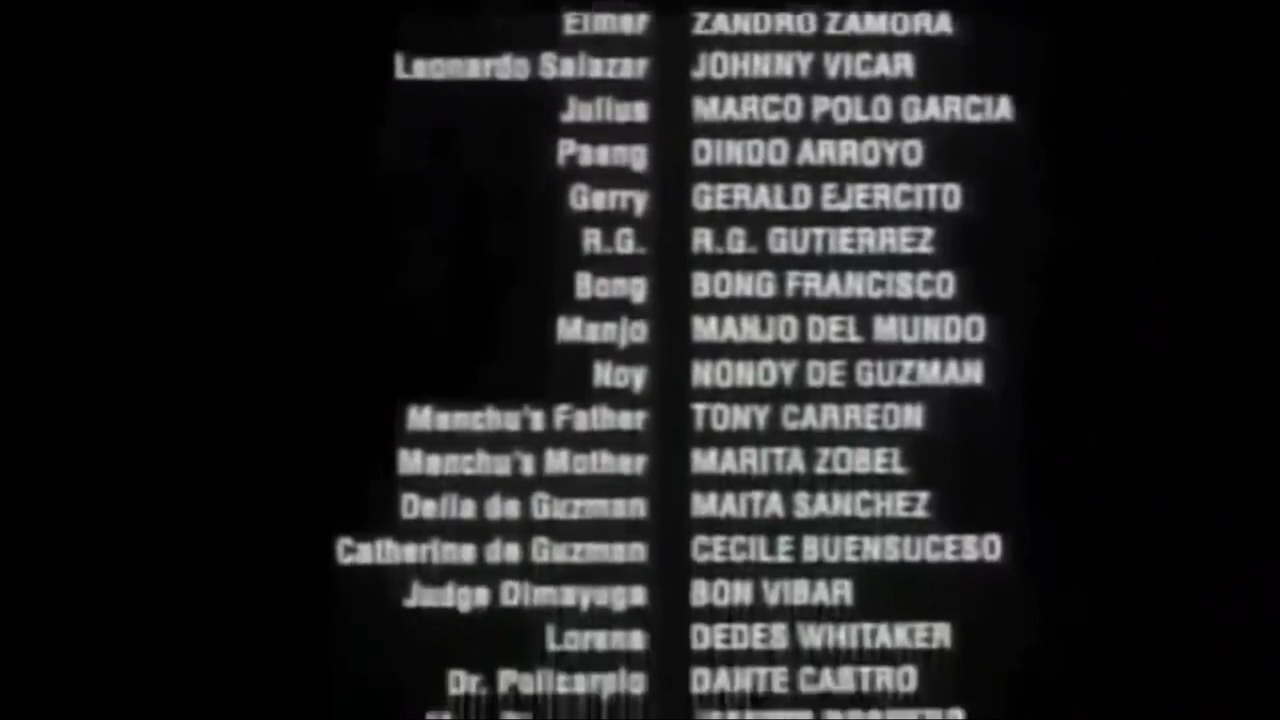 Elmer ZANDRO ZAMORA
Leonardo Salazar JOHNNY VICAR
Julius MARCO POLO GARCIA
Paeng DINDO ARROYO
Gerry GERALD EJERCITO
R.G. R.G. GUTIERREZ
Bong BONG FRANCISCO
Manjo MANJO DEL MUNDO
Noy NONOY DE GUZMAN
Menchu's Father TONY CARREON
Menchu's Mother MARITA ZOBEL
Delia de Guzman MAITA SANCHEZ
Catherine de Guzman CECILE BUENSUCESO
Judge Dimayuga BON VIBAR
Lorena DEDES WHITAKER
Dr. Policarpio DANTE CASTRO